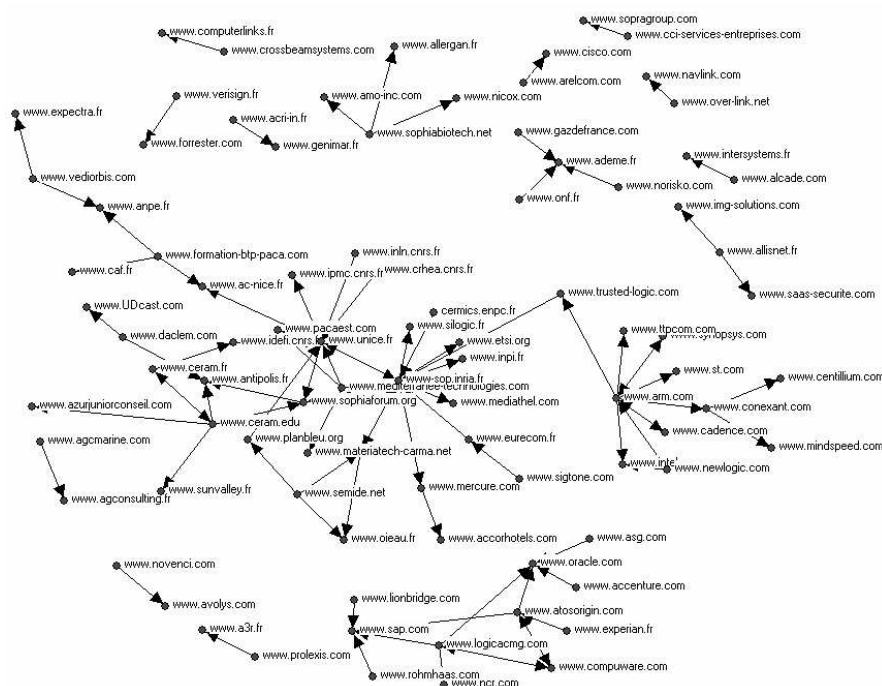 www.sopragroup.com
www.computerlinks.fr
www.cci-services-entreprises.com
www.allergan.fr
www.crossbeamsystems.com
www.cisco.com
www.navlink.com
www.arelcom.com
www.verisign.fr
www.amo-inc.com
www.nicox.com
www.over-link.net
www.expectra.fr
www.acri-in.fr
www.sophiabiotech.net
www.gazdefrance.com
www.forrester.com
www.genimar.fr
www.intersystems.fr
www.ademe.fr
www.vediorbis.com
www.alcade.com
www.norisko.com
www.onf.fr
www.anpe.fr
www.img-solutions.com
www.formation-btp-paca.com
www.inln.cnrs.fr
www.allisnet.fr
www.caf.fr
www.ipmc.cnrs.fr
www.crhea.cnrs.fr
www.ac-nice.fr
www.trusted-logic.com
www.saas-securite.com
www.UDcast.com
cermics.enpc.fr
www.pacaest.com
www.silogic.fr
www.ttpcom.com
www.synopsys.com
www.daclem.com
www.idefi.cnrs.fr
www.unice.fr
www.etsi.org
www.inpi.fr
www.ceram.fr
www.st.com
www.antipolis.fr
www.sop.inria.fr
www.centillium.com
www.mediterranee-technologies.com
www.arm.com
www.sophiaforum.org
www.mediathel.com
www.azurjuniorconseil.com
www.conexant.com
www.ceram.edu
www.cadence.com
www.agcmarine.com
www.planbleu.org
www.eurecom.fr
www.materiatech-carma.net
www.mindspeed.com
www.newlogic.com
www.sigtone.com
www.sunvalley.fr
www.semide.net
www.mercure.com
www.agconsulting.fr
www.oieau.fr
www.accorhotels.com
www.asg.com
www.novenci.com
www.oracle.com
www.accenture.com
www.lionbridge.com
www.avolys.com
www.atosorigin.com
www.a3r.fr
www.sap.com
www.experian.fr
www.logicacmg.com
www.prolexis.com
www.compuware.com
www.rohmhaas.com
www.ncr.com